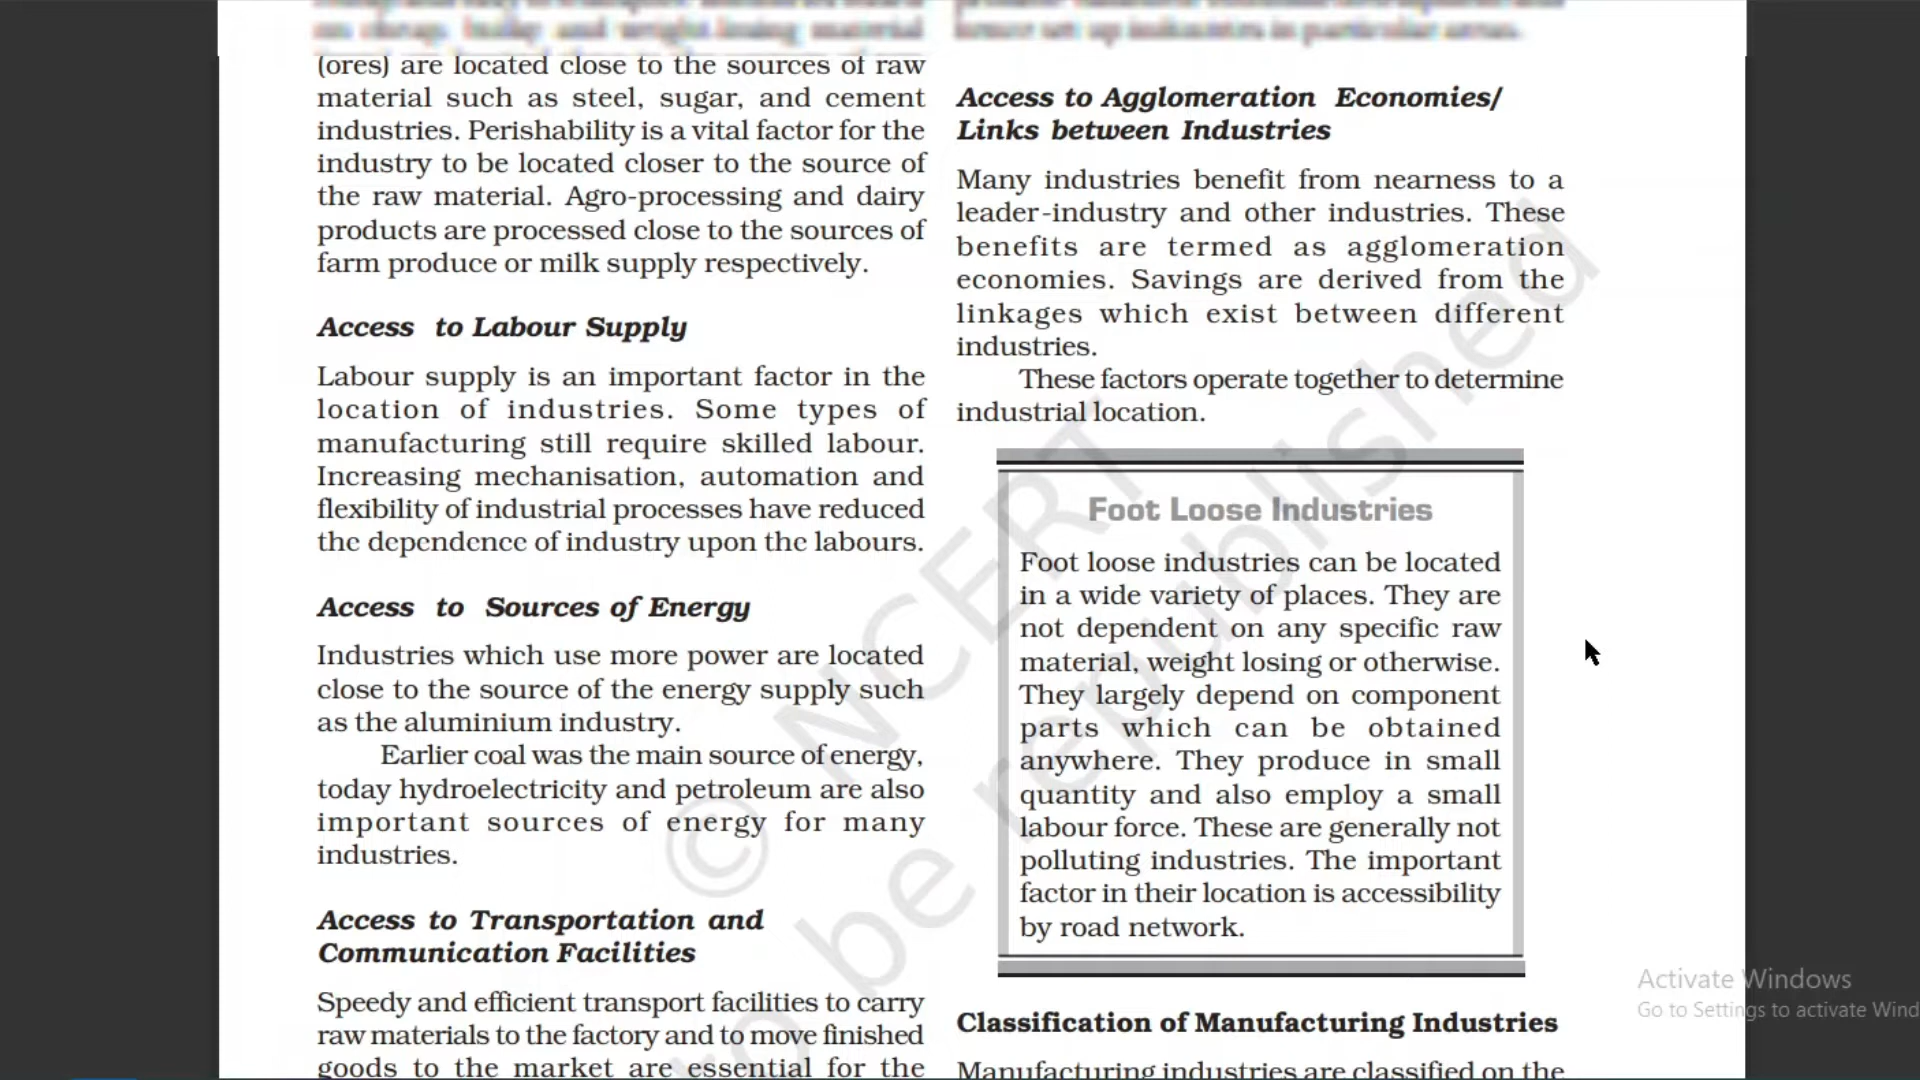 (ores) are located close to the sources of raw
material such as steel, sugar, and cement
industries. Perishability is a vital factor for the
industry to be located closer to the source of
the raw material. Agro-processing and dairy
products are processed close to the sources of
farm produce or milk supply respectively.
Access to Labour Supply
Labour supply is an important factor in the
location of industries. Some types of
manufacturing still require skilled labour.
Increasing mechanisation, automation and
flexibility of industrial processes have reduced
the dependence of industry upon the labours.
Access to Sources of Energy
Industries which use more power are located
close to the source of the energy supply such
as the aluminium industry.
Earlier coal was the main source of energy,
today hydroelectricity and petroleum are also
important sources of energy for many
industries.
Access to Transportation and
Communication Facilities
Speedy and efficient transport facilities to carry
raw materials to the factory and to move finished
goods to the market are essential for the
Access to Agglomeration Economies/
Links between Industries
Many industries benefit from nearness to a
leader-industry and other industries. These
benefits are termed as agglomeration
economies. Savings are derived from the
linkages which exist between different
industries.
These factors operate together to determine
industrial location.
Foot Loose Industries
Foot loose industries can be located
in a wide variety of places. They are
not dependent on any specific raw
material, weight losing or otherwise.
They largely depend on component
parts which can be obtained
anywhere. They produce in small
quantity and also employ a small
labour force. These are generally not
polluting industries. The important
factor in their location is accessibility
by road network.
Classification of Manufacturing Industries
Manufacturing industries are classified on the
© NCERT
to be republished
Activate Windows
Go to Settings to activate Wind